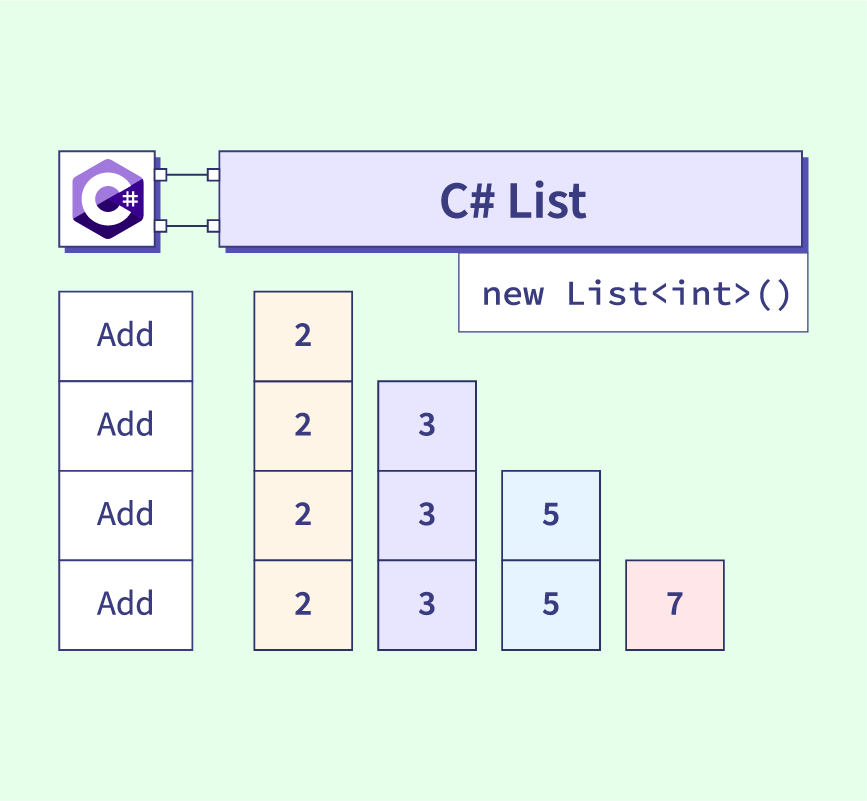 C#
C# List
new List<int>()
Add 2
Add 2 3
Add 2 3 5
Add 2 3 5 7